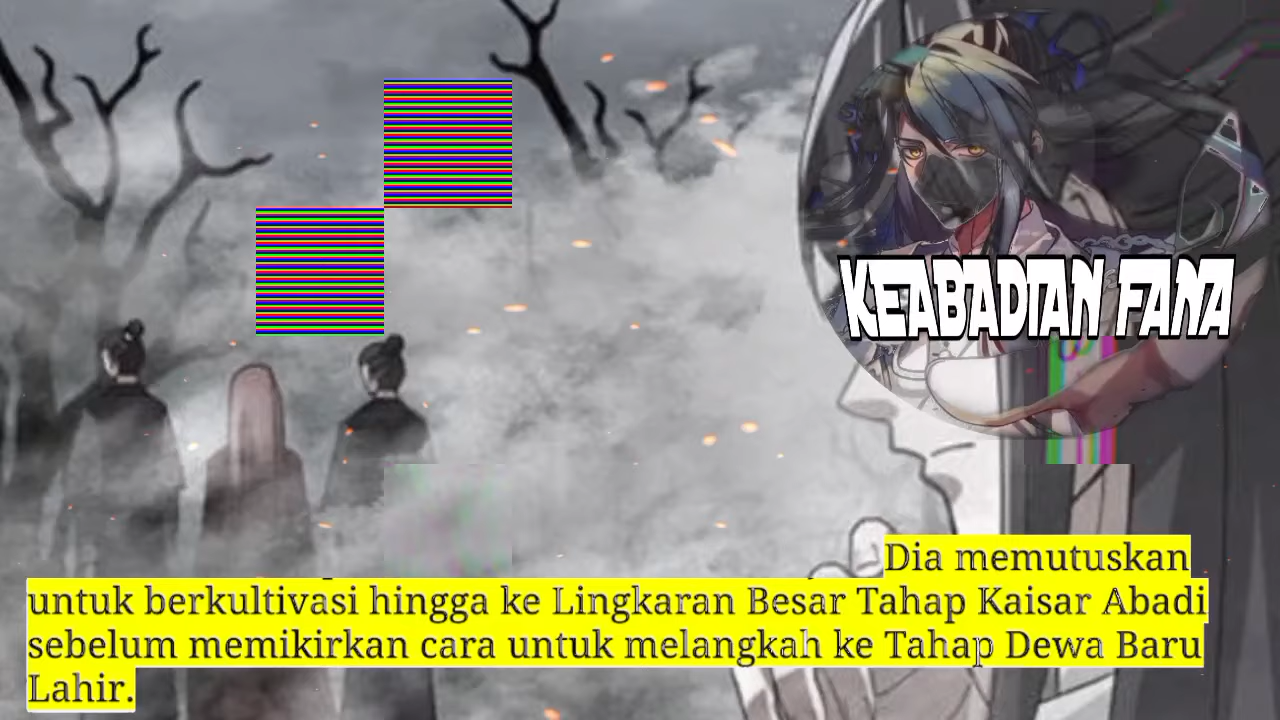 KEABADIAN FANA
Dia memutuskan
untuk berkultivasi hingga ke Lingkaran Besar Tahap Kaisar Abadi
sebelum memikirkan cara untuk melangkah ke Tahap Dewa Baru
Lahir.